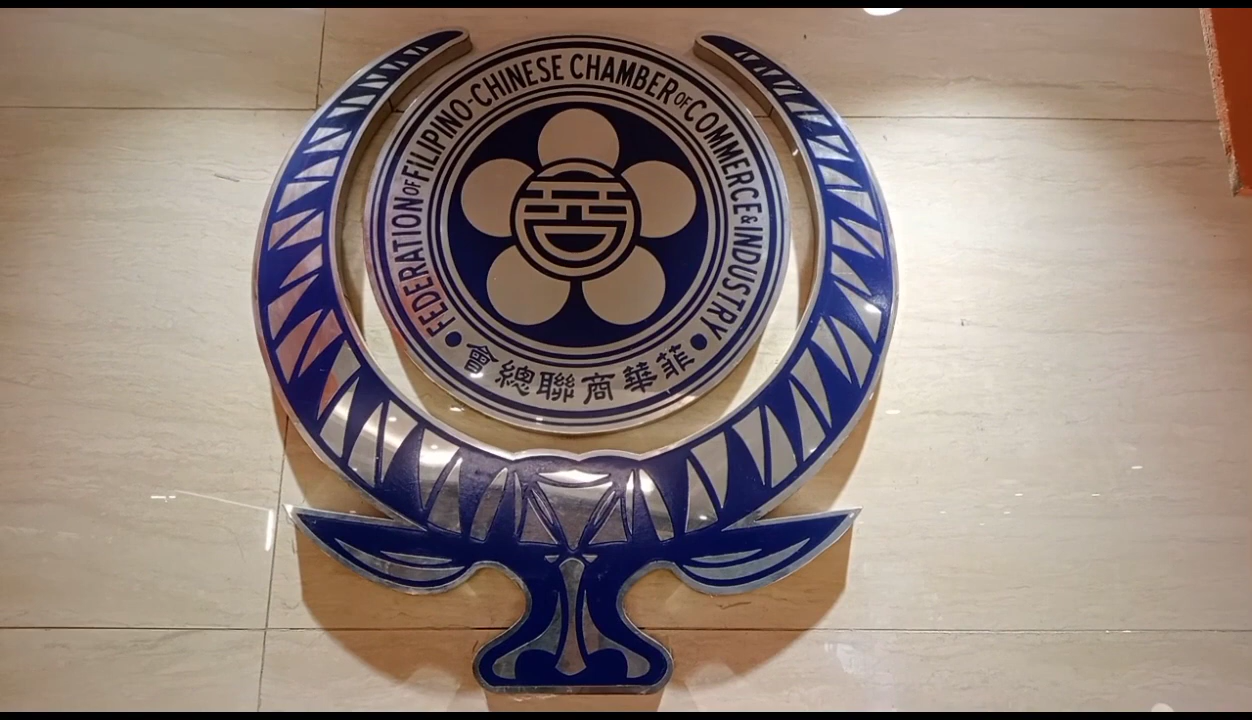 FEDERATION OF FILIPINO-CHINESE CHAMBER OF COMMERCE & INDUSTRY
菲華商聯總會